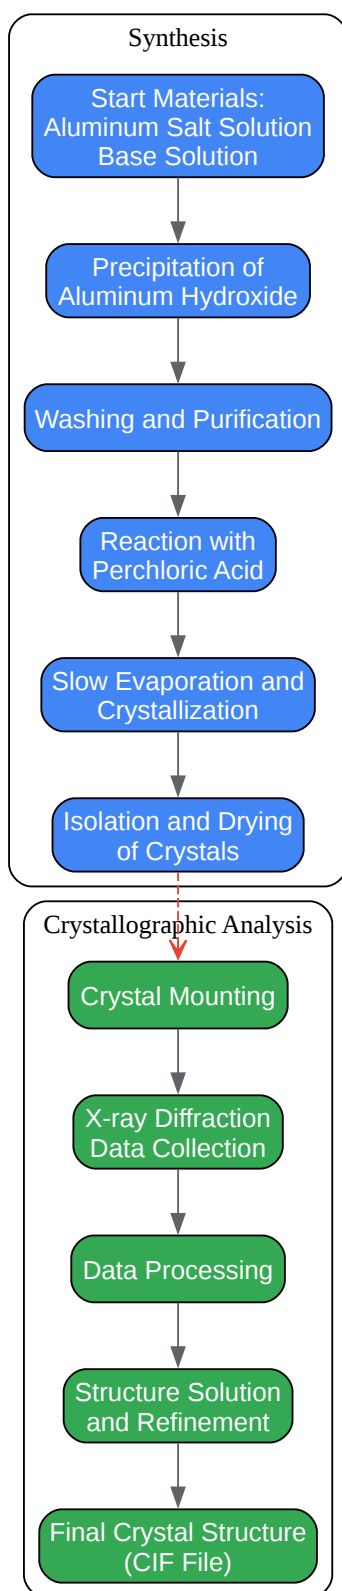 Synthesis
Start Materials:
Aluminum Salt Solution
Base Solution
Precipitation of
Aluminum Hydroxide
Washing and Purification
Reaction with
Perchloric Acid
Slow Evaporation and
Crystallization
Isolation and Drying
of Crystals
Crystallographic Analysis
Crystal Mounting
X-ray Diffraction
Data Collection
Data Processing
Structure Solution
and Refinement
Final Crystal Structure
(CIF File)